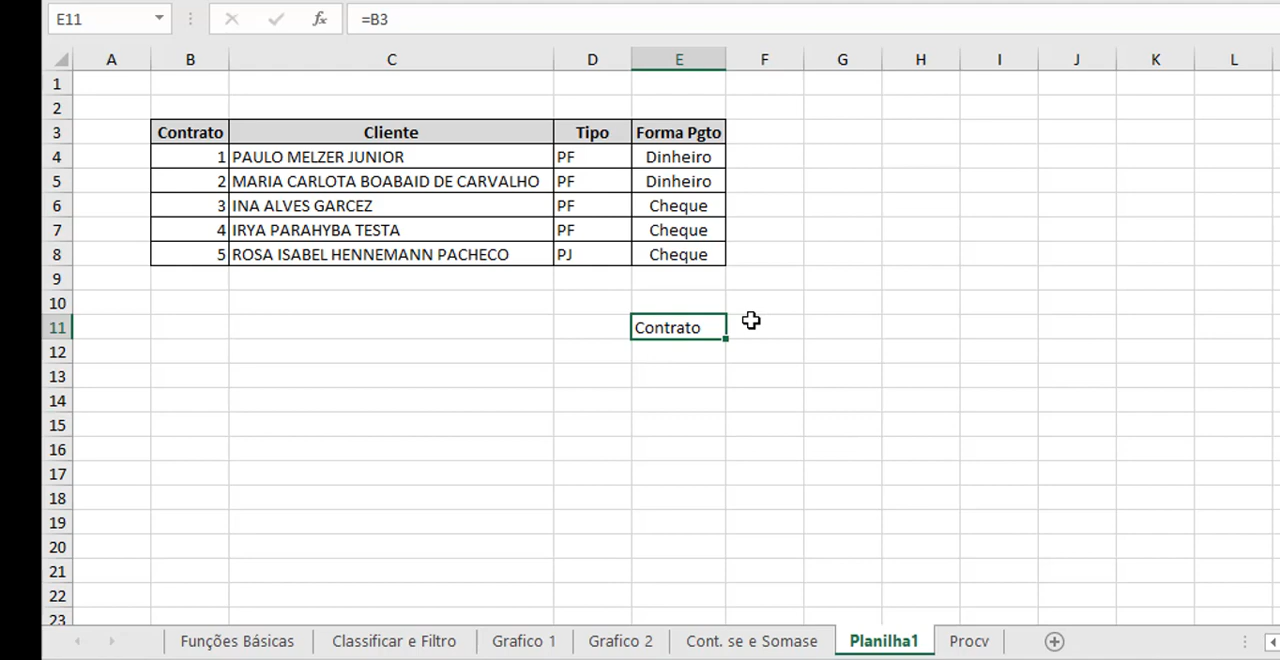 E11 fx =B3
A B C D E F G H I J K L
1
2
3 Contrato Cliente Tipo Forma Pgto
4 1 PAULO MELZER JUNIOR PF Dinheiro
5 2 MARIA CARLOTA BOABAID DE CARVALHO PF Dinheiro
6 3 INA ALVES GARCEZ PF Cheque
7 4 IRYA PARAHYBA TESTA PF Cheque
8 5 ROSA ISABEL HENNEMANN PACHECO PJ Cheque
9
10
11 Contrato
12
13
14
15
16
17
18
19
20
21
22
23
Funções Básicas Classificar e Filtro Grafico 1 Grafico 2 Cont. se e Somase Planilha1 Procv